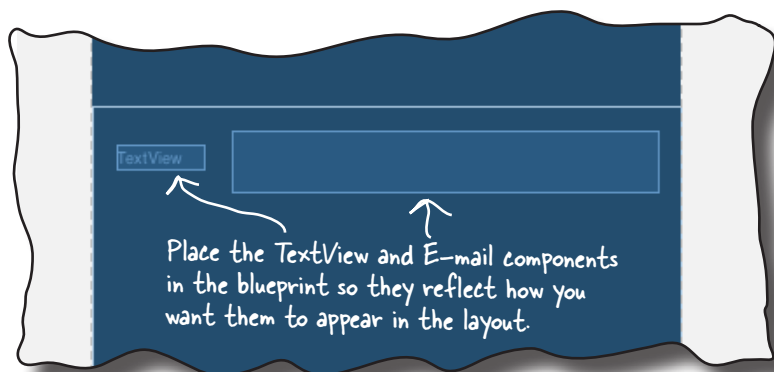 TextView
Place the TextView and E-mail components
in the blueprint so they reflect how you
want them to appear in the layout.